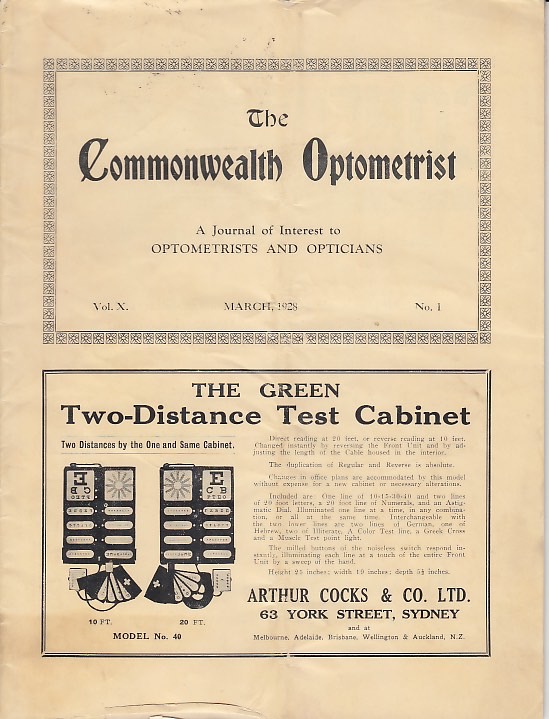 The
Commonwealth Optometrist
A Journal of Interest to
OPTOMETRISTS AND OPTICIANS
Vol. X. MARCH, 1928 No. 1
THE GREEN
Two-Distance Test Cabinet
Two Distances by the One and Same Cabinet.
10 FT. 20 FT.
MODEL No. 40
Direct reading at 20 feet, or reverse reading at 10 feet.
Changed instantly by reversing the Front Unit and by ad-
justing the length of the Cable housed in the interior.
The duplication of Regular and Reverse is absolute.
Changes in office plans are accommodated by this model
without expense for a new cabinet or necessary alterations.
Included are: One line of 10-15-30-40 and two lines
of 20 foot letters, a 20 foot line of Numerals, and an Astig-
matic Dial. Illuminated one line at a time, in any combina-
tion, or all at the same time. Interchangeable with
the two lower lines are two lines of German, one of
Hebrew, two of Illiterate, A Color Test line, a Greek Cross
and a Muscle Test point light.
The milled buttons of the noiseless switch respond in-
stantly, illuminating each line at a touch of the entire Front
Unit by a sweep of the hand.
Height 25 inches; width 19 inches; depth 5½ inches.
ARTHUR COCKS & CO. LTD.
63 YORK STREET, SYDNEY
and at
Melbourne, Adelaide, Brisbane, Wellington & Auckland, N.Z.